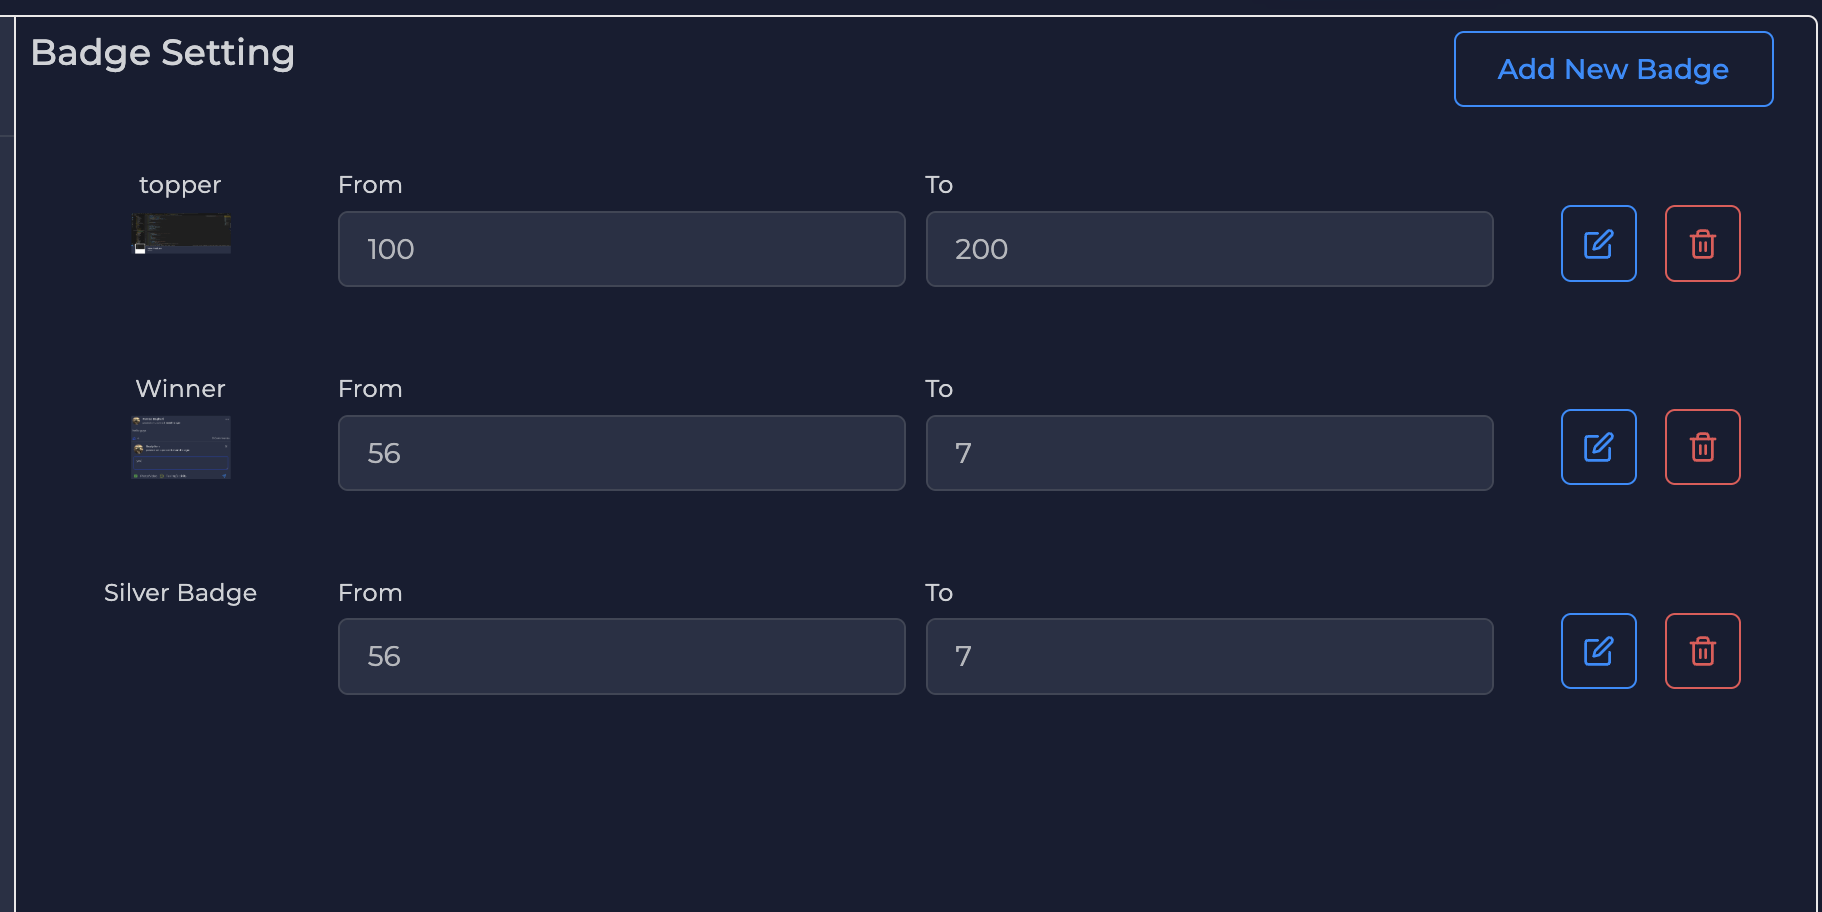 Badge Setting
Add New Badge
topper
From
To
100
200
Winner
From
To
56
7
Silver Badge
From
To
56
7